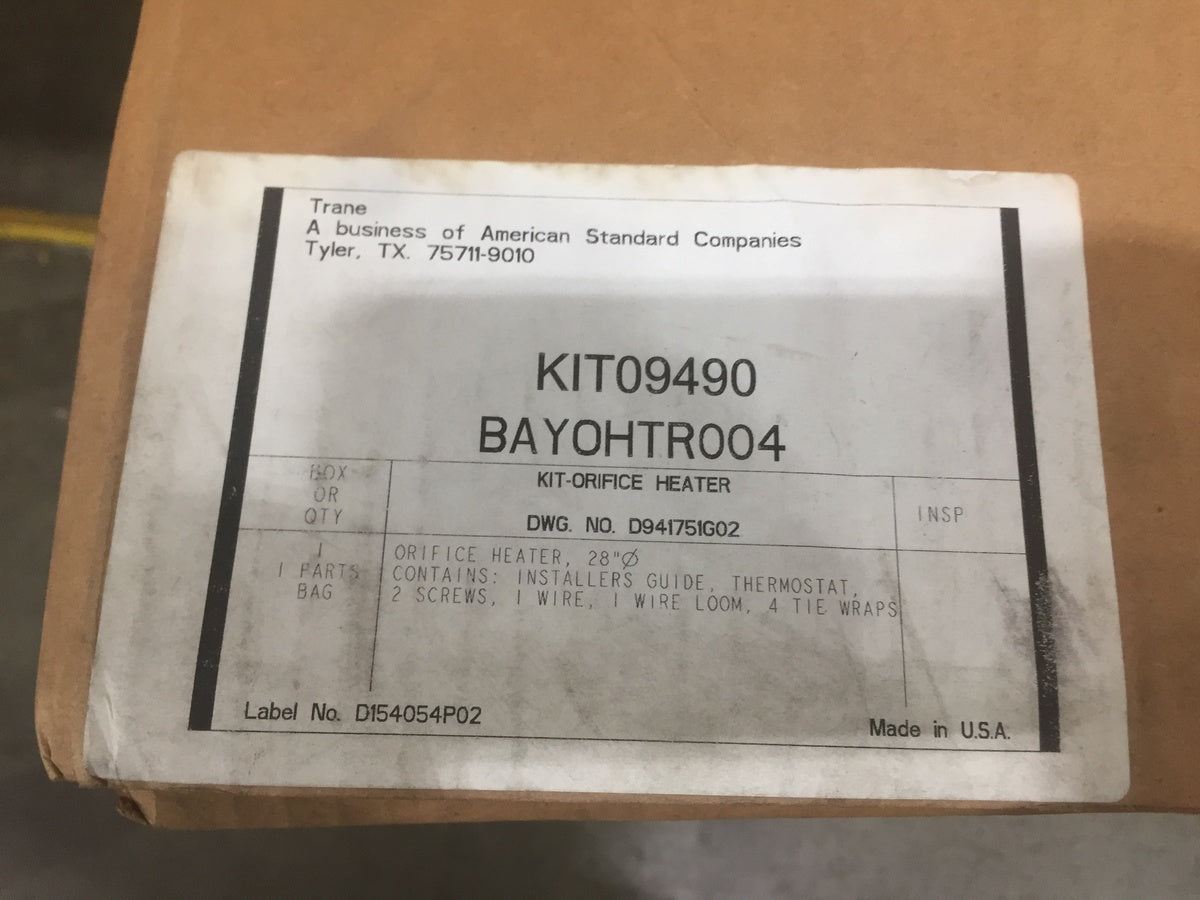 Trane
A business of American Standard Companies
Tyler, TX. 75711-9010
KIT09490
BAYOHTR004
BOX
OR
QTY
KIT-ORIFICE HEATER
DWG. NO. D941751G02
INSP
1
1 PARTS
BAG
ORIFICE HEATER, 28"Ø
CONTAINS: INSTALLERS GUIDE, THERMOSTAT,
2 SCREWS, 1 WIRE, 1 WIRE LOOM, 4 TIE WRAPS
Label No. D154054P02
Made in U.S.A.